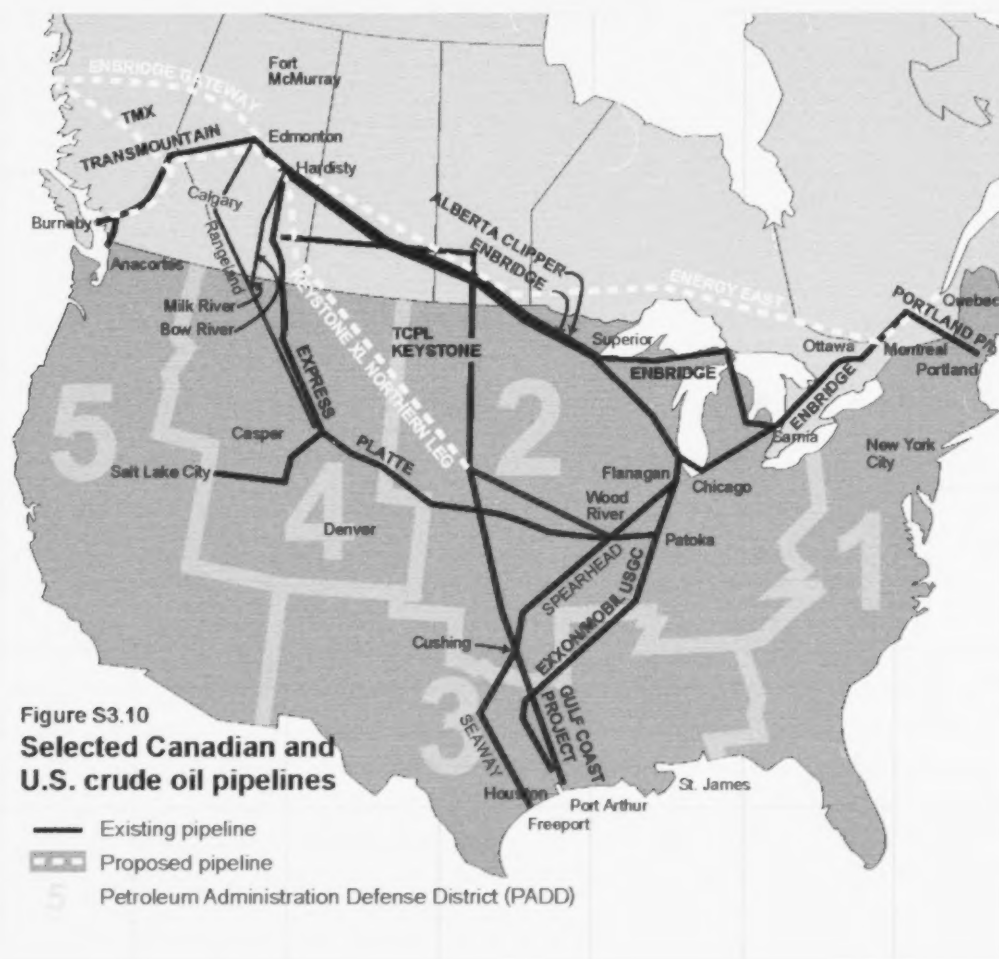 ENBRIDGE GATEWAY
Fort
McMurray
TMX
TRANSMOUNTAIN
Edmonton
Hardisty
Calgary
Burnaby
Rangeland
ALBERTA CLIPPER
ENBRIDGE
Anacortes
ENERGY EAST
Quebec
Milk River
Bow River
KEYSTONE XL NORTHERN LEG
TCPL
KEYSTONE
Superior
Ottawa
Montreal
PORTLAND
Portland
ENBRIDGE
ENBRIDGE
Sarnia
EXPRESS
5
2
Casper
PLATTE
New York
City
Salt Lake City
Flanagan
Chicago
4
Wood
River
Denver
Patoka
1
SPEARHEAD
EXXON/MOBIL USGC
Cushing
3
GULF COAST
PROJECT
SEAWAY
Figure S3.10
Selected Canadian and
U.S. crude oil pipelines
St. James
Houston
Port Arthur
Freeport
Existing pipeline
Proposed pipeline
5
Petroleum Administration Defense District (PADD)